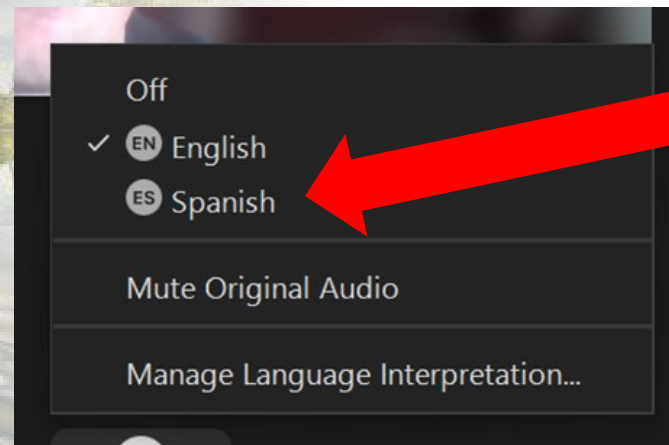 Off
EN English
ES Spanish
Mute Original Audio
Manage Language Interpretation...